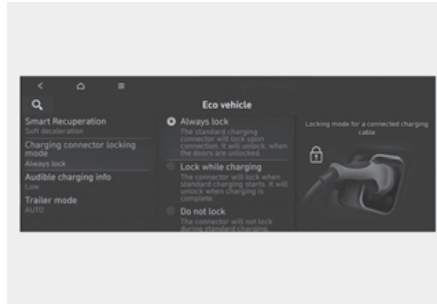 Eco vehicle
Smart Recuperation
Soft deceleration
Charging connector locking
mode
Always lock
Audible charging info
Low
Trailer mode
AUTO
Always lock
The standard charging
connector will lock upon
connection. It will unlock, when
the doors are unlocked.
Lock while charging
The connector will lock when
standard charging starts. It will
unlock when charging is
complete.
Do not lock
The connector will not lock
during standard charging.
Locking mode for a connected charging
cable